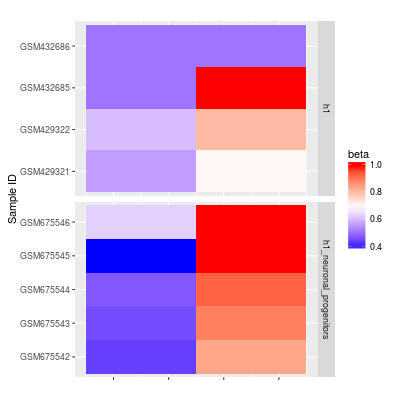 GSM432686
GSM432685
GSM429322
GSM429321
h1
GSM675546
GSM675545
GSM675544
GSM675543
GSM675542
h1_neuronal_progenitors
Sample ID
beta
1.0
0.8
0.6
0.4